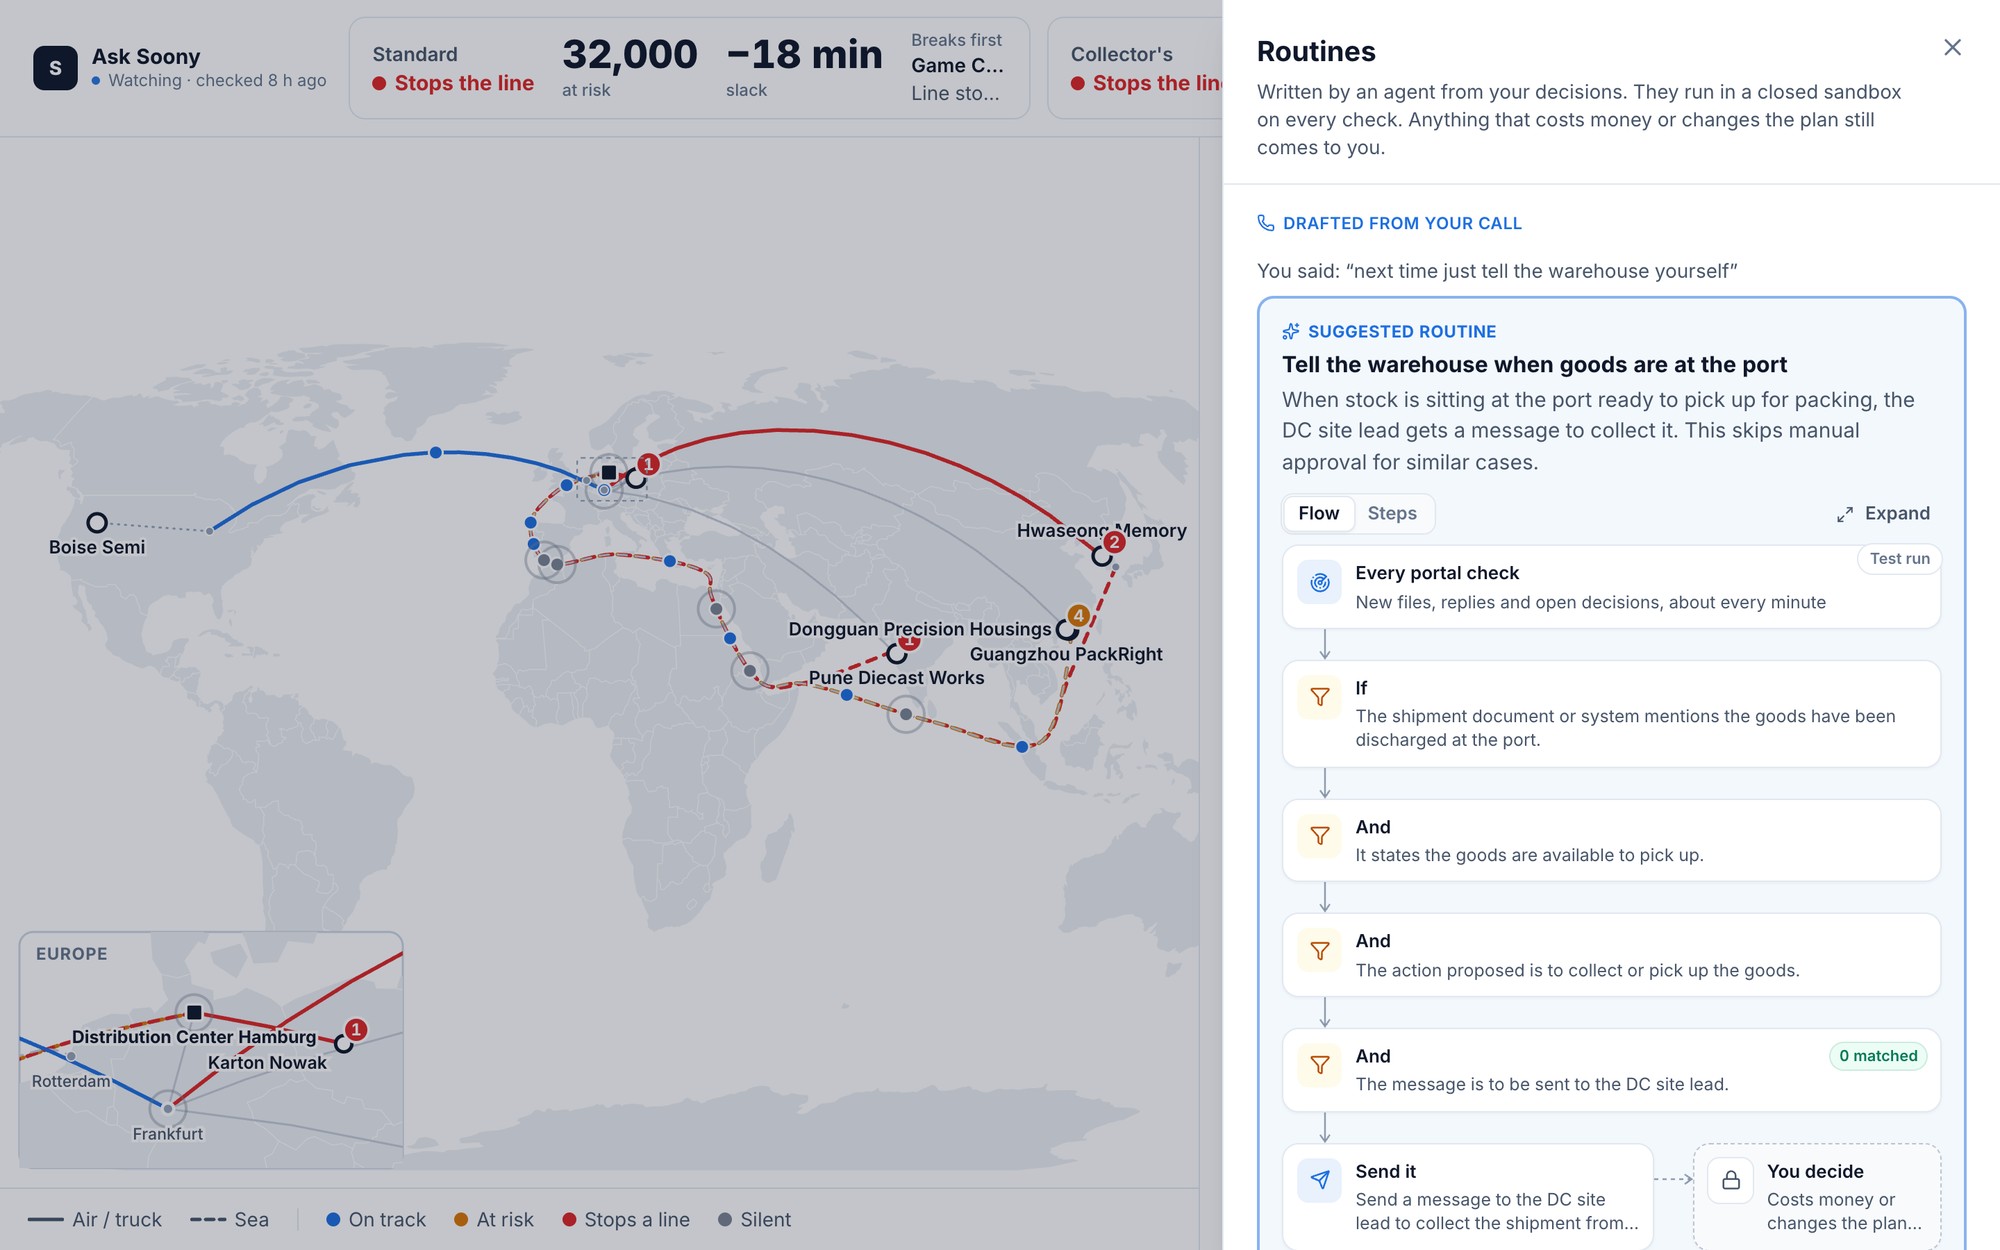 S
Ask Soony
Watching · checked 8 h ago
Standard
Stops the line
32,000
at risk
−18 min
slack
Breaks first
Game C...
Line sto...
Collector's
Stops the
Boise Semi
1
Hwaseong Memory
2
4
Dongguan Precision Housings
Guangzhou PackRight
1
Pune Diecast Works
EUROPE
1
Distribution Center Hamburg
Karton Nowak
Rotterdam
Frankfurt
Air / truck
Sea
On track
At risk
Stops a line
Silent
Routines
Written by an agent from your decisions. They run in a closed sandbox
on every check. Anything that costs money or changes the plan still
comes to you.
DRAFTED FROM YOUR CALL
You said: “next time just tell the warehouse yourself”
SUGGESTED ROUTINE
Tell the warehouse when goods are at the port
When stock is sitting at the port ready to pick up for packing, the
DC site lead gets a message to collect it. This skips manual
approval for similar cases.
Flow
Steps
Expand
Test run
Every portal check
New files, replies and open decisions, about every minute
If
The shipment document or system mentions the goods have been
discharged at the port.
And
It states the goods are available to pick up.
And
The action proposed is to collect or pick up the goods.
And
0 matched
The message is to be sent to the DC site lead.
Send it
Send a message to the DC site
lead to collect the shipment from...
You decide
Costs money or
changes the plan...